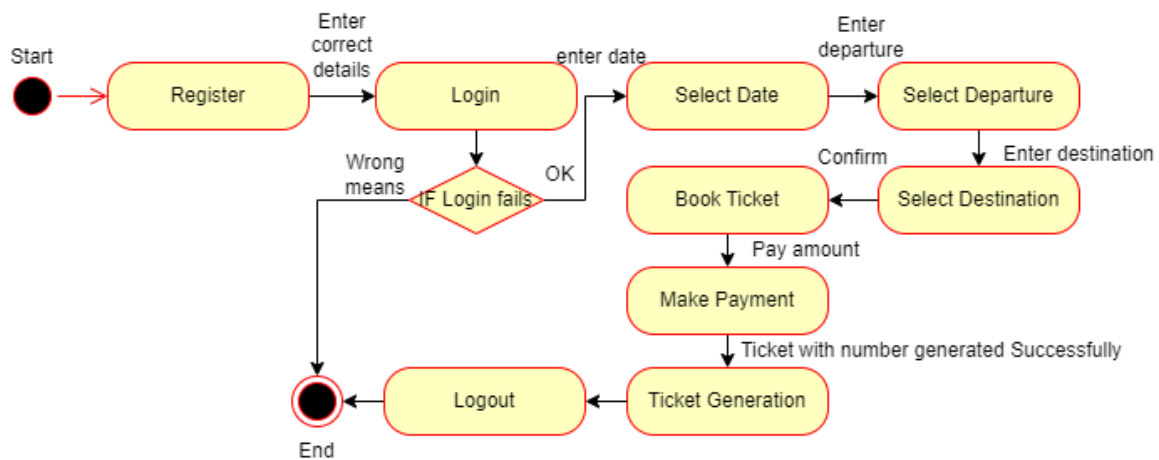 Start
Register
Enter
correct
details
Login
enter date
Select Date
Enter
departure
Select Departure
Wrong
means
IF Login fails
OK
Enter destination
Select Destination
Confirm
Book Ticket
Pay amount
Make Payment
Ticket with number generated Successfully
Ticket Generation
Logout
End